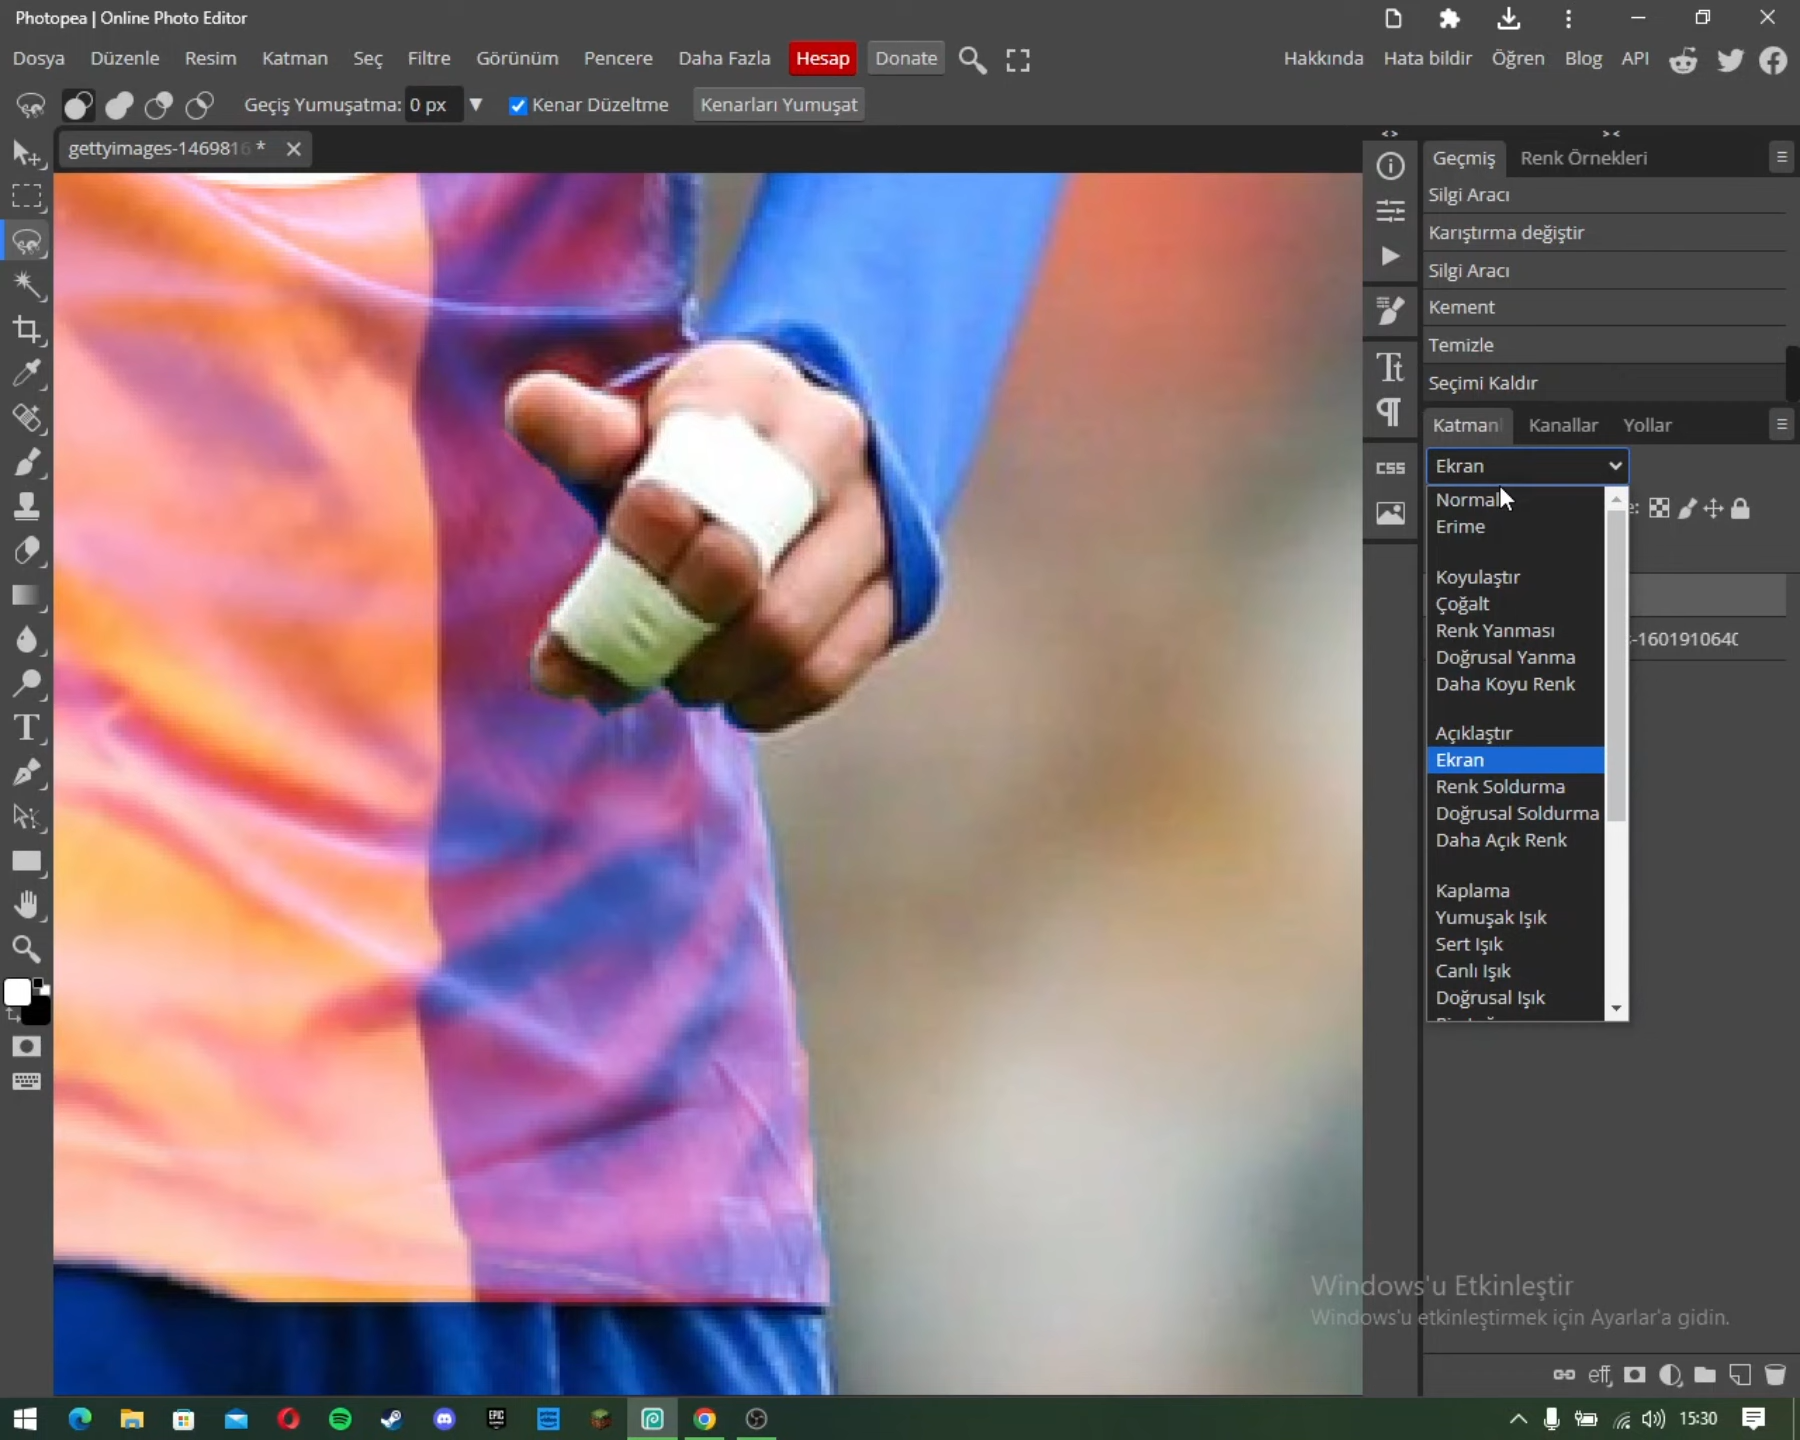 Photopea | Online Photo Editor
Dosya Düzenle Resim Katman Seç Filtre Görünüm Pencere Daha Fazla Hesap Donate Hakkında Hata bildir Öğren Blog API
Geçiş Yumuşatma: 0 px Kenar Düzeltme Kenarları Yumuşat
gettyimages-1469816 *
Geçmiş Renk Örnekleri
Silgi Aracı
Karıştırma değiştir
Silgi Aracı
Kement
Temizle
Seçimi Kaldır
Katman Kanallar Yollar
CSS
Ekran
Normal
Erime
Koyulaştır
Çoğalt
Renk Yanması
-1601910640
Doğrusal Yanma
Daha Koyu Renk
Açıklaştır
Ekran
Renk Soldurma
Doğrusal Soldurma
Daha Açık Renk
Kaplama
Yumuşak Işık
Sert Işık
Canlı Işık
Doğrusal Işık
Windows'u Etkinleştir
Windows'u etkinleştirmek için Ayarlar'a gidin.
eff
EPIC
15:30